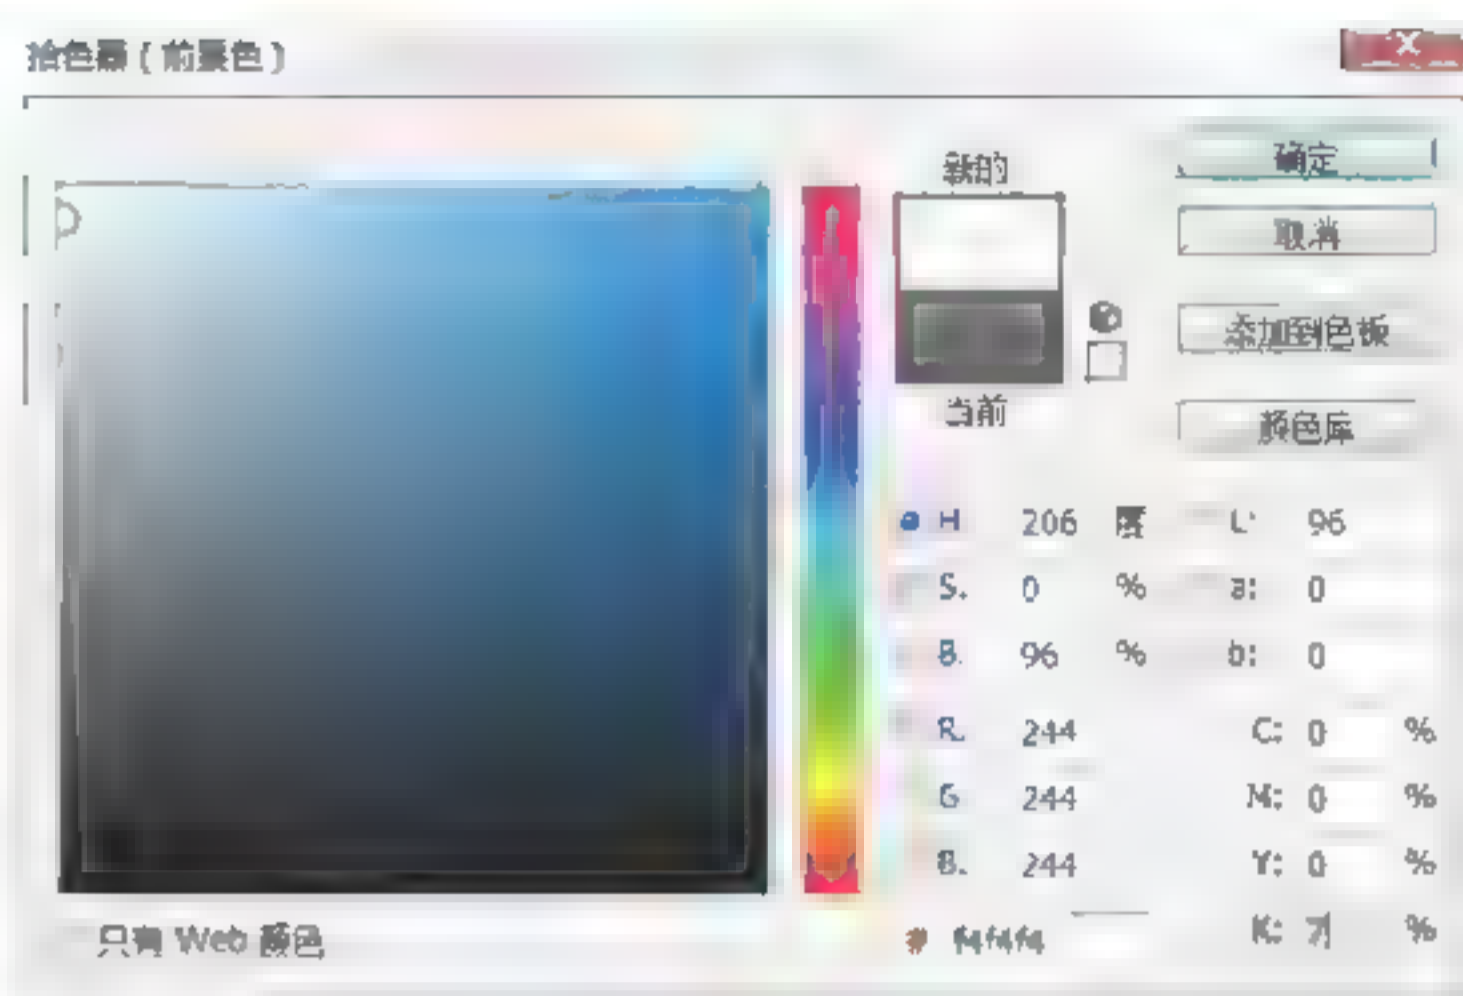 拾色器 ( 前景色 )
新的
确定
取消
添加到色板
当前
颜色库
H 206 度 L: 96
S: 0 % a: 0
B: 96 % b: 0
R: 244 C: 0 %
G: 244 M: 0 %
B: 244 Y: 0 %
K: 7 %
只有 Web 颜色
# f4f4f4